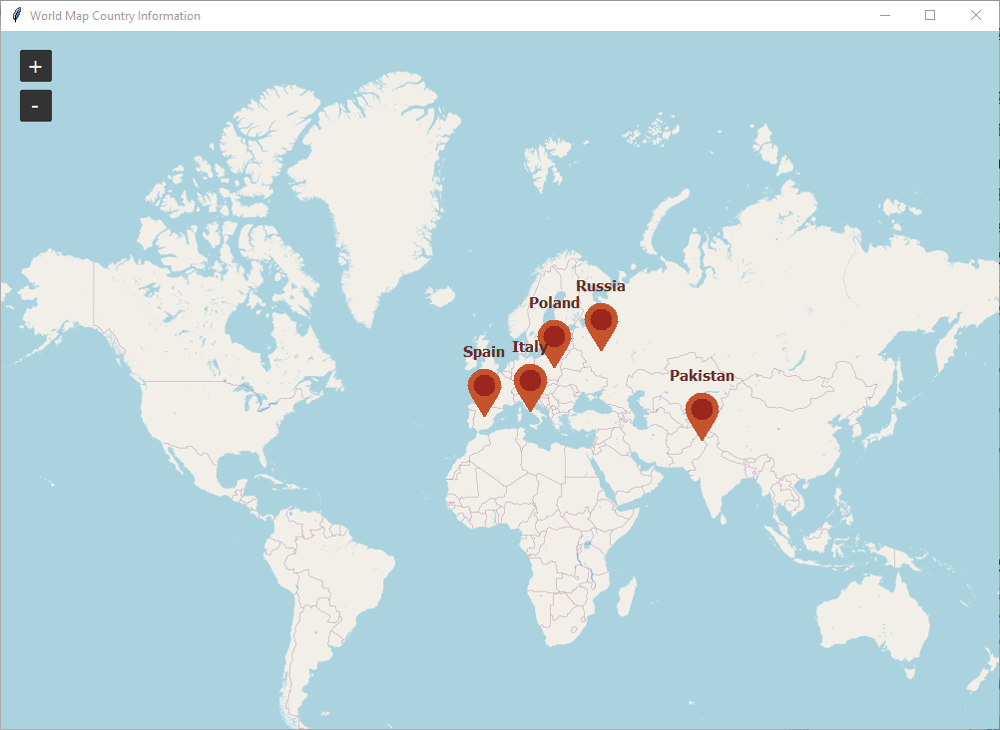 World Map Country Information
+
-
Russia
Poland
Italy
Spain
Pakistan